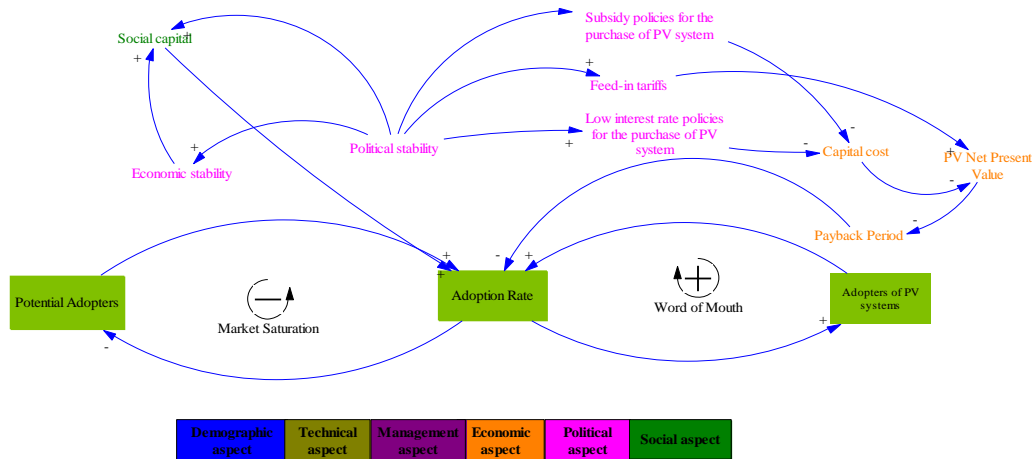 Subsidy policies for the
purchase of PV system
Social capital
+
+
+
Feed-in tariffs
Low interest rate policies
for the purchase of PV
system
+
Political stability
+
Economic stability
-
-
Capital cost
+
PV Net Present
Value
-
-
Payback Period
Potential Adopters
+
+
-
+
Adoption Rate
Market Saturation
Word of Mouth
Adopters of PV
systems
+
-
Demographic
aspect
Technical
aspect
Management
aspect
Economic
aspect
Political
aspect
Social aspect